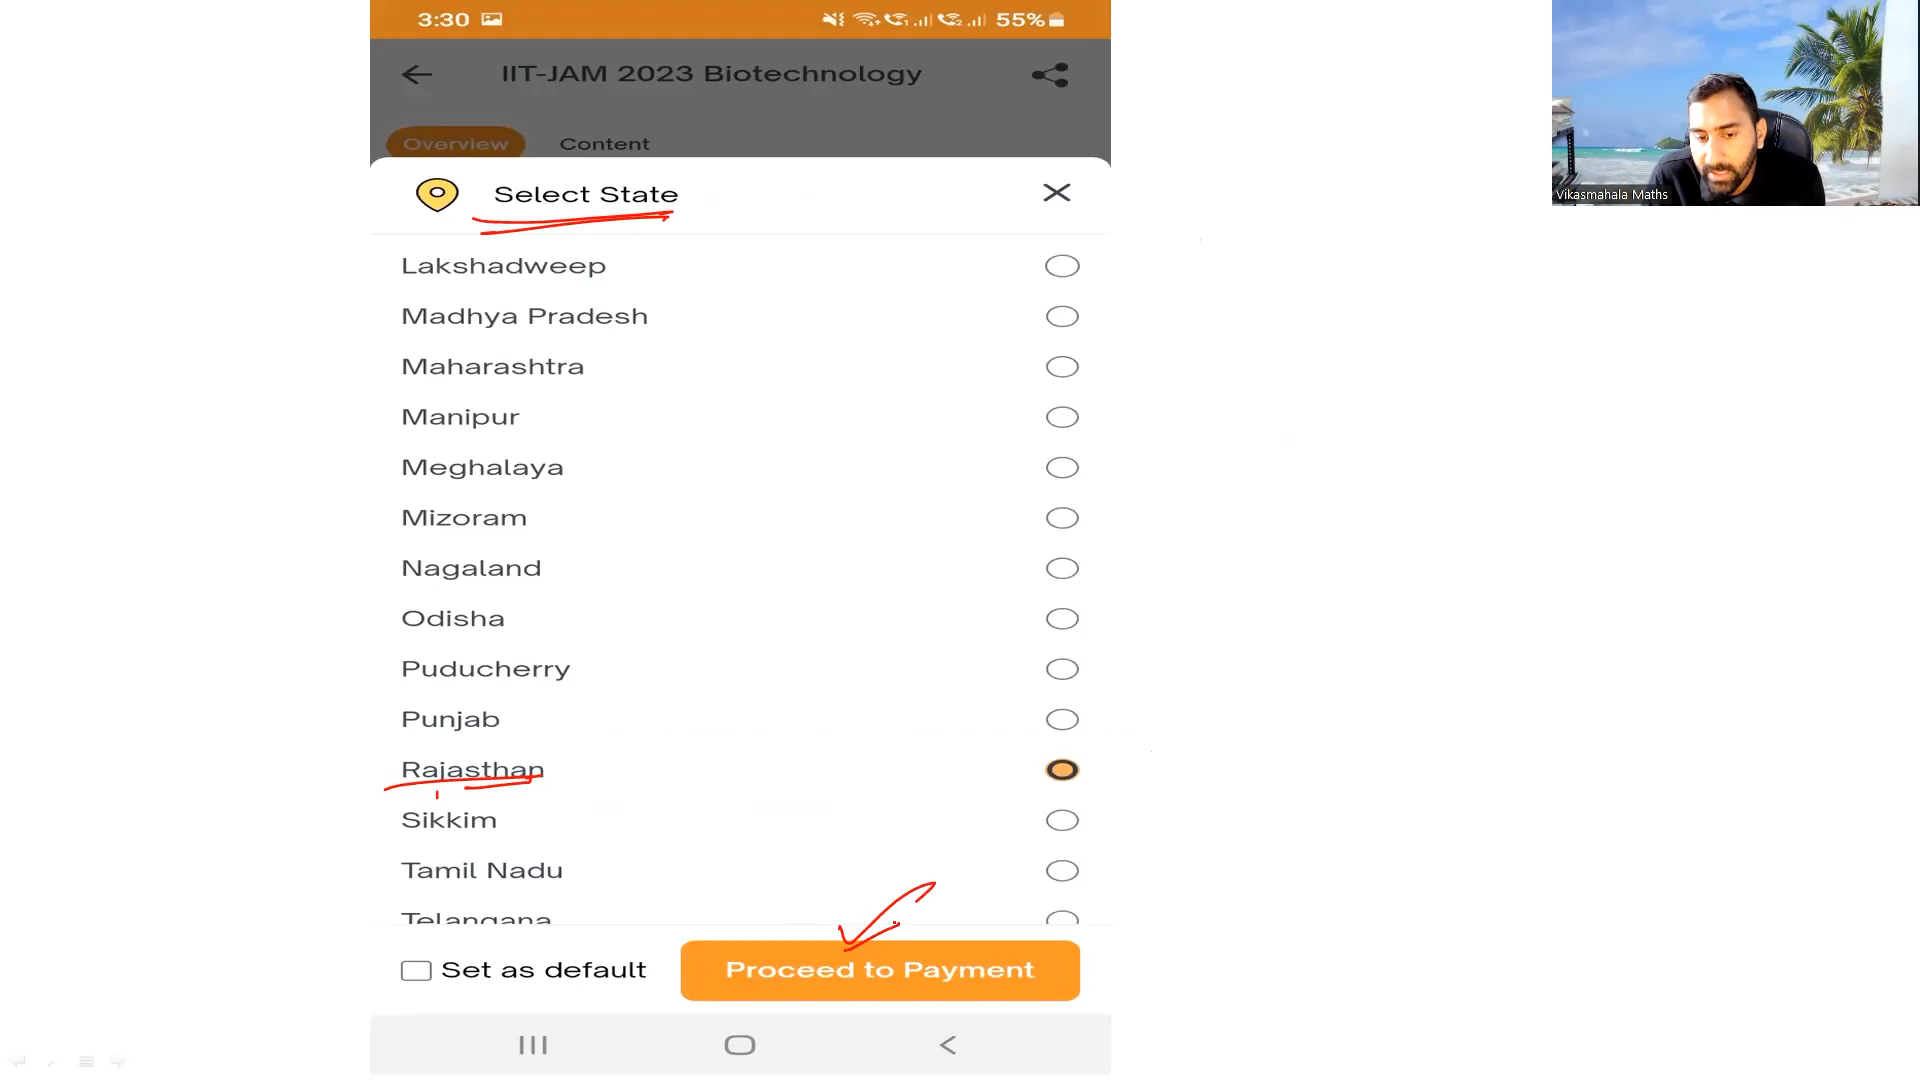 3:30
55%
IIT-JAM 2023 Biotechnology
Overview
Content
Select State
Lakshadweep
Madhya Pradesh
Maharashtra
Manipur
Meghalaya
Mizoram
Nagaland
Odisha
Puducherry
Punjab
Rajasthan
Sikkim
Tamil Nadu
Telangana
Set as default
Proceed to Payment
Vikasmahala Maths